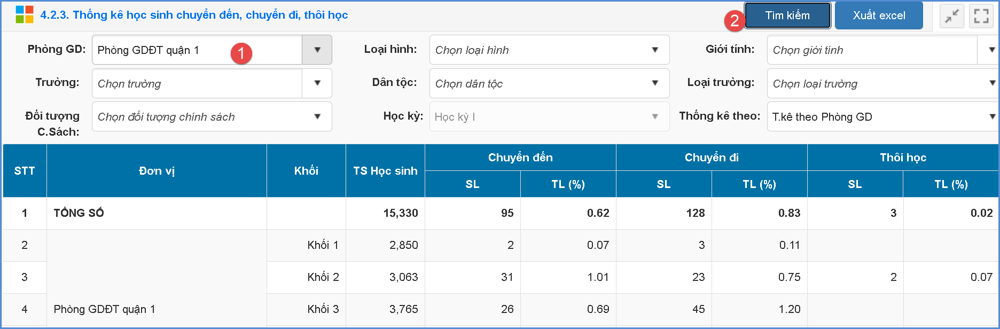 4.2.3. Thống kê học sinh chuyển đến, chuyển đi, thôi học
2 Tìm kiếm Xuất excel
Phòng GD: Phòng GDĐT quận 1 1 Loại hình: Chọn loại hình Giới tính: Chọn giới tính
Trường: Chọn trường Dân tộc: Chọn dân tộc Loại trường: Chọn loại trường
Đối tượng C.Sách: Chọn đối tượng chính sách Học kỳ: Học kỳ I Thống kê theo: T.kê theo Phòng GD
STT Đơn vị Khối TS Học sinh Chuyển đến Chuyển đi Thôi học
SL TL (%) SL TL (%) SL TL (%)
1 TỔNG SỐ 15,330 95 0.62 128 0.83 3 0.02
2 Khối 1 2,850 2 0.07 3 0.11
3 Khối 2 3,063 31 1.01 23 0.75 2 0.07
4 Phòng GDĐT quận 1 Khối 3 3,765 26 0.69 45 1.20